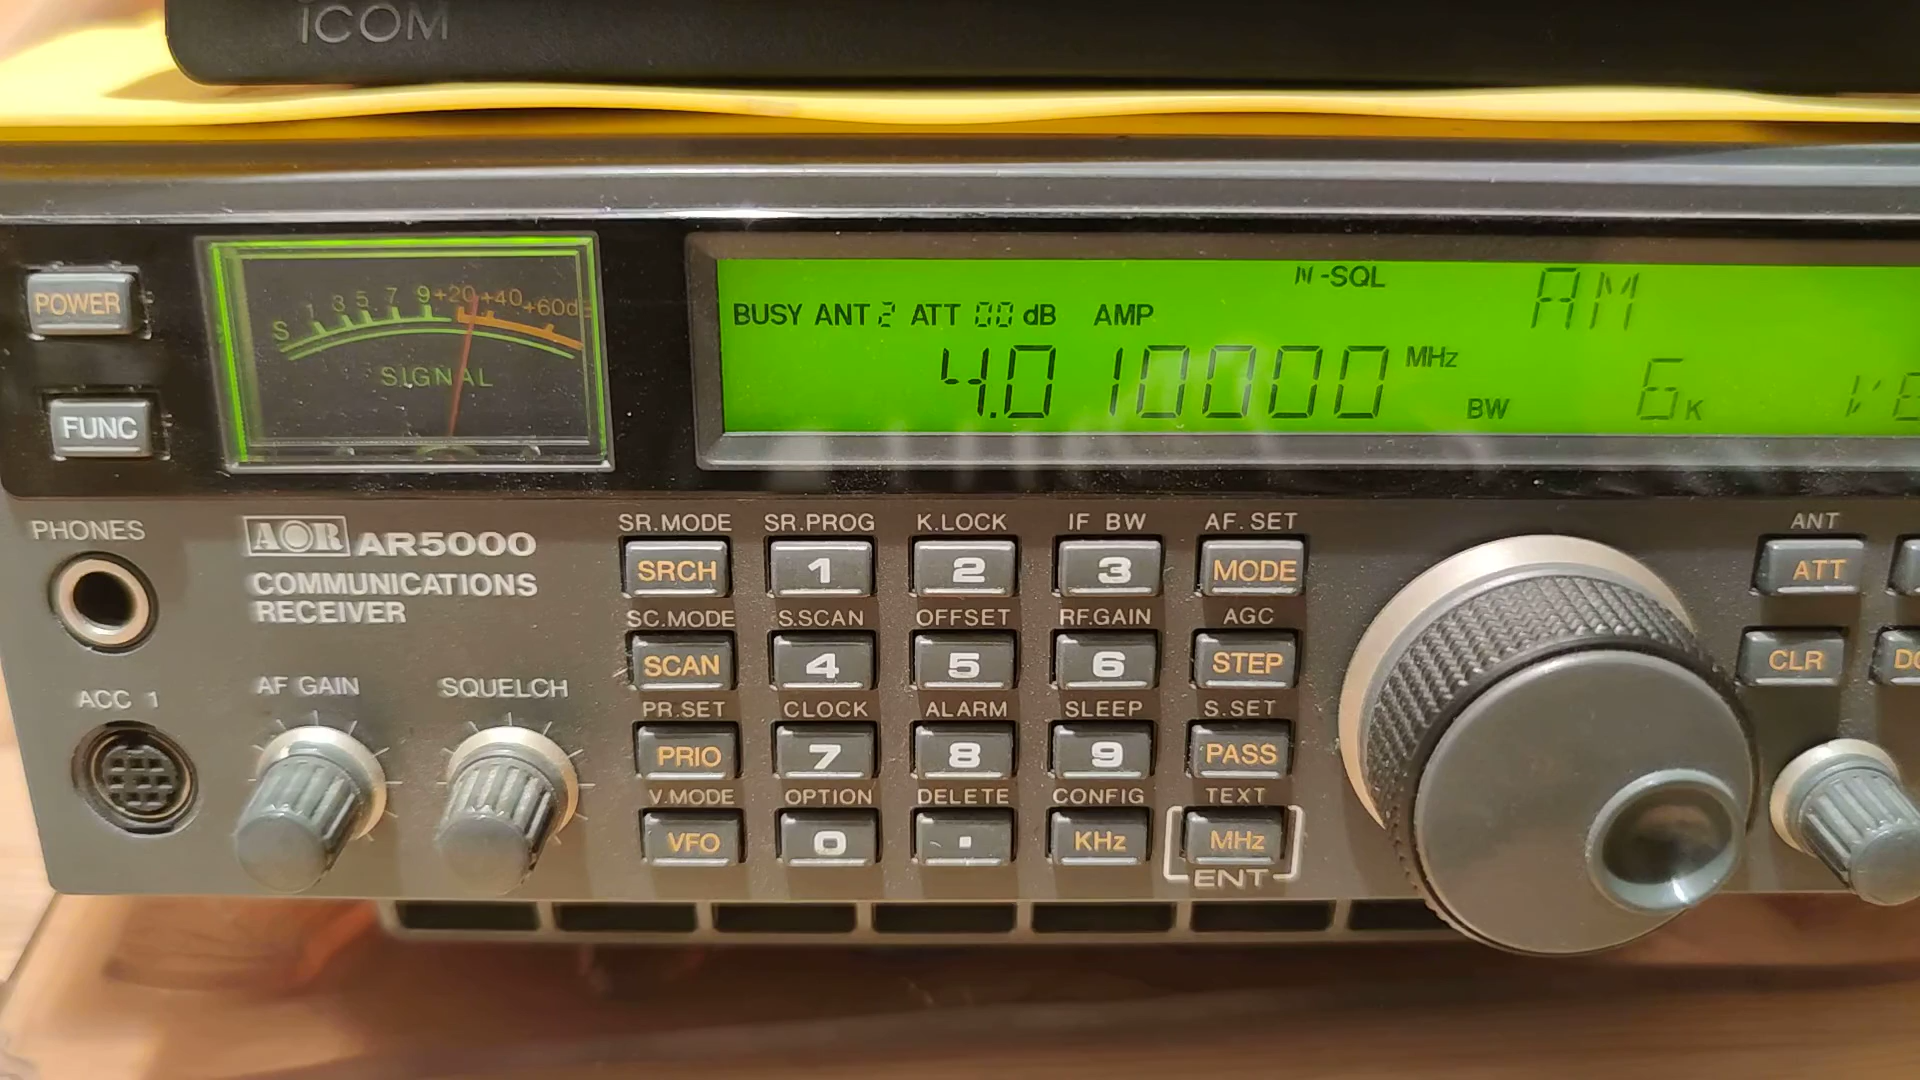 ICOM
POWER
FUNC
S 1 3 5 7 9 +20 +40 +60dB
SIGNAL
N-SQL
AM
BUSY ANT 2 ATT 00 dB AMP
4.010000 MHz
BW 6K
PHONES
AOR AR5000
COMMUNICATIONS
RECEIVER
AF GAIN
SQUELCH
ACC 1
SR.MODE SR.PROG K.LOCK IF BW AF.SET
SRCH 1 2 3 MODE
SC.MODE S.SCAN OFFSET RF.GAIN AGC
SCAN 4 5 6 STEP
PR.SET CLOCK ALARM SLEEP S.SET
PRIO 7 8 9 PASS
V.MODE OPTION DELETE CONFIG TEXT
VFO 0 . KHz MHz
ENT
ANT
ATT
CLR